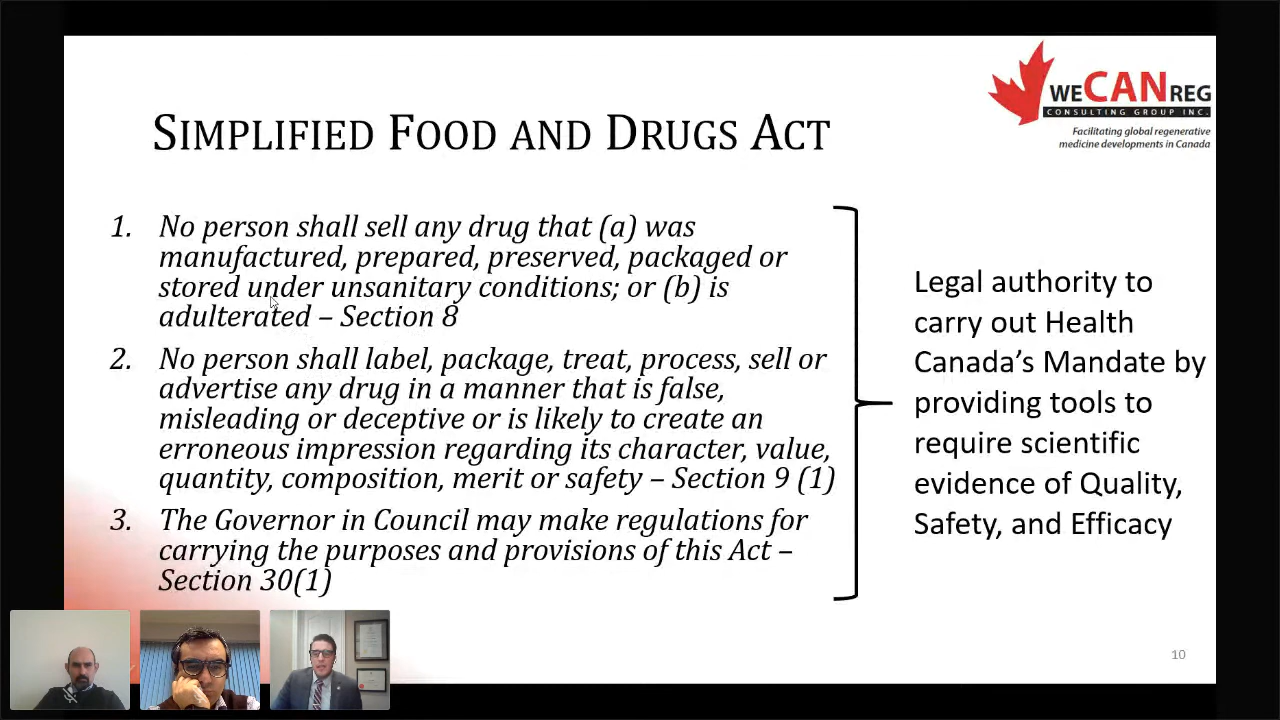 WECANREG
CONSULTING GROUP INC.
Facilitating global regenerative
medicine developments in Canada
SIMPLIFIED FOOD AND DRUGS ACT
1. No person shall sell any drug that (a) was
manufactured, prepared, preserved, packaged or
stored under unsanitary conditions; or (b) is
adulterated – Section 8
2. No person shall label, package, treat, process, sell or
advertise any drug in a manner that is false,
misleading or deceptive or is likely to create an
erroneous impression regarding its character, value,
quantity, composition, merit or safety – Section 9 (1)
3. The Governor in Council may make regulations for
carrying the purposes and provisions of this Act –
Section 30(1)
Legal authority to
carry out Health
Canada’s Mandate by
providing tools to
require scientific
evidence of Quality,
Safety, and Efficacy
10